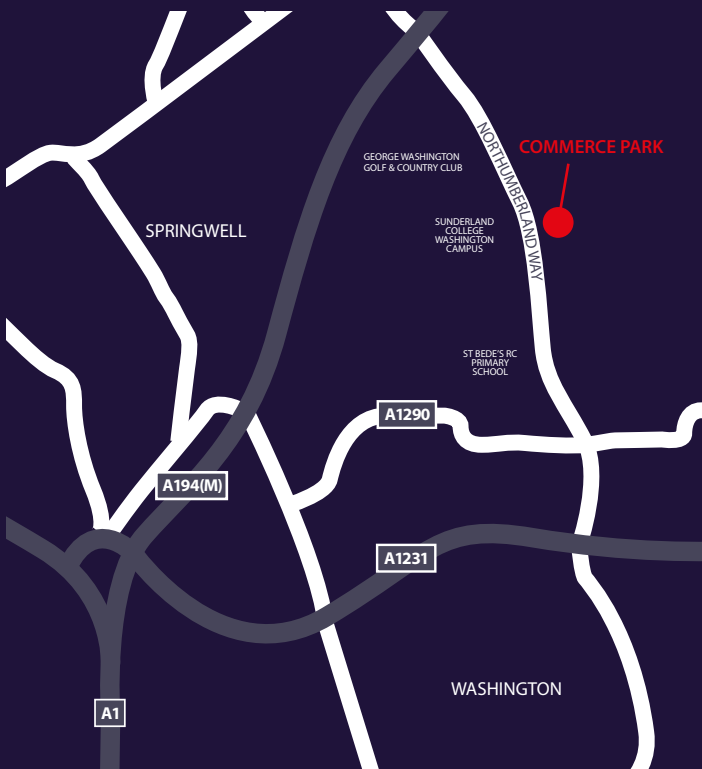 NORTHUMBERLAND WAY
COMMERCE PARK
GEORGE WASHINGTON
GOLF & COUNTRY CLUB
SPRINGWELL
SUNDERLAND
COLLEGE
WASHINGTON
CAMPUS
ST BEDE'S RC
PRIMARY
SCHOOL
A1290
A194(M)
A1231
WASHINGTON
A1